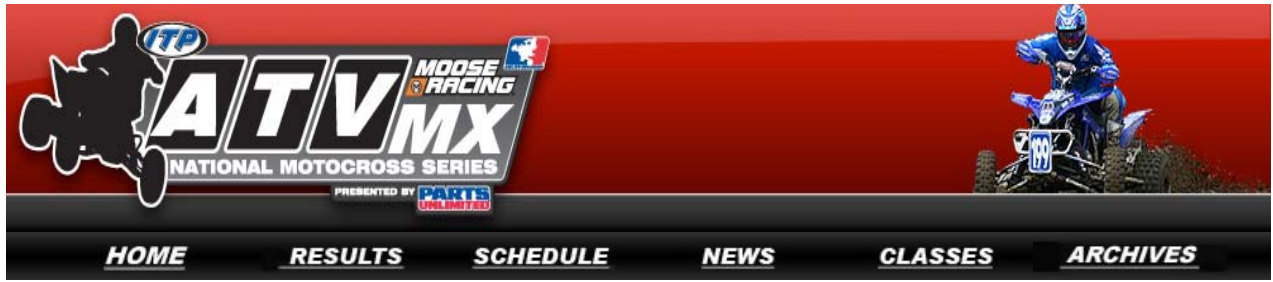 ITP
ATV
MOOSE
RACING
MX
NATIONAL MOTOCROSS SERIES
PRESENTED BY PARTS
UNLIMITED
199
HOME RESULTS SCHEDULE NEWS CLASSES ARCHIVES